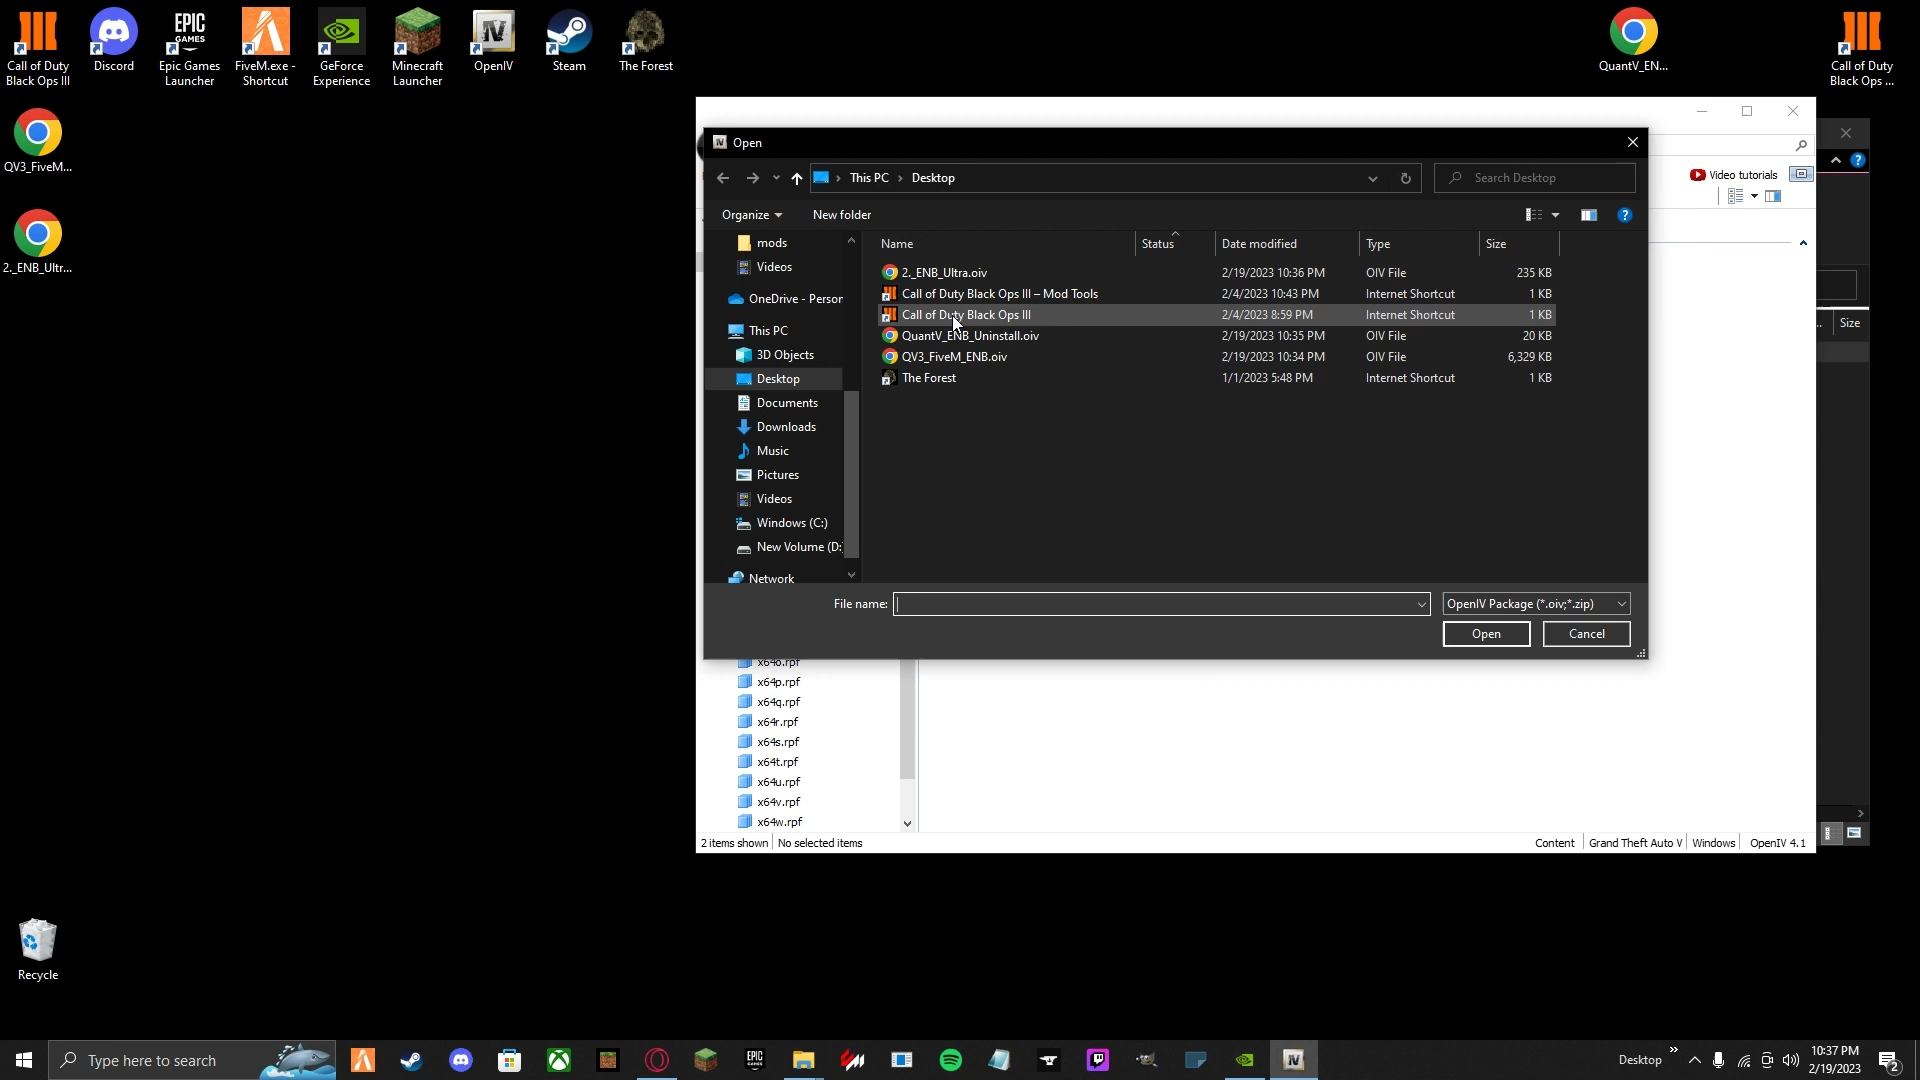 Call of Duty
Black Ops III
Discord
Epic Games
Launcher
FiveM.exe -
Shortcut
GeForce
Experience
Minecraft
Launcher
OpenIV
Steam
The Forest
QuantV_EN...
Call of Duty
Black Ops ...
QV3_FiveM...
2._ENB_Ultr...
Open
This PC
Desktop
Search Desktop
Video tutorials
Organize
New folder
mods
Videos
OneDrive - Person
This PC
3D Objects
Desktop
Documents
Downloads
Music
Pictures
Videos
Windows (C:)
New Volume (D:
Network
Name Status Date modified Type Size
2._ENB_Ultra.oiv 2/19/2023 10:36 PM OIV File 235 KB
Call of Duty Black Ops III – Mod Tools 2/4/2023 10:43 PM Internet Shortcut 1 KB
Call of Duty Black Ops III 2/4/2023 8:59 PM Internet Shortcut 1 KB
QuantV_ENB_Uninstall.oiv 2/19/2023 10:35 PM OIV File 20 KB
QV3_FiveM_ENB.oiv 2/19/2023 10:34 PM OIV File 6,329 KB
The Forest 1/1/2023 5:48 PM Internet Shortcut 1 KB
Size
File name:
OpenIV Package (*.oiv;*.zip)
Open
Cancel
x64o.rpf
x64p.rpf
x64q.rpf
x64r.rpf
x64s.rpf
x64t.rpf
x64u.rpf
x64v.rpf
x64w.rpf
2 items shown No selected items
Content Grand Theft Auto V Windows OpenIV 4.1
Recycle
Type here to search
Desktop
10:37 PM
2/19/2023
2